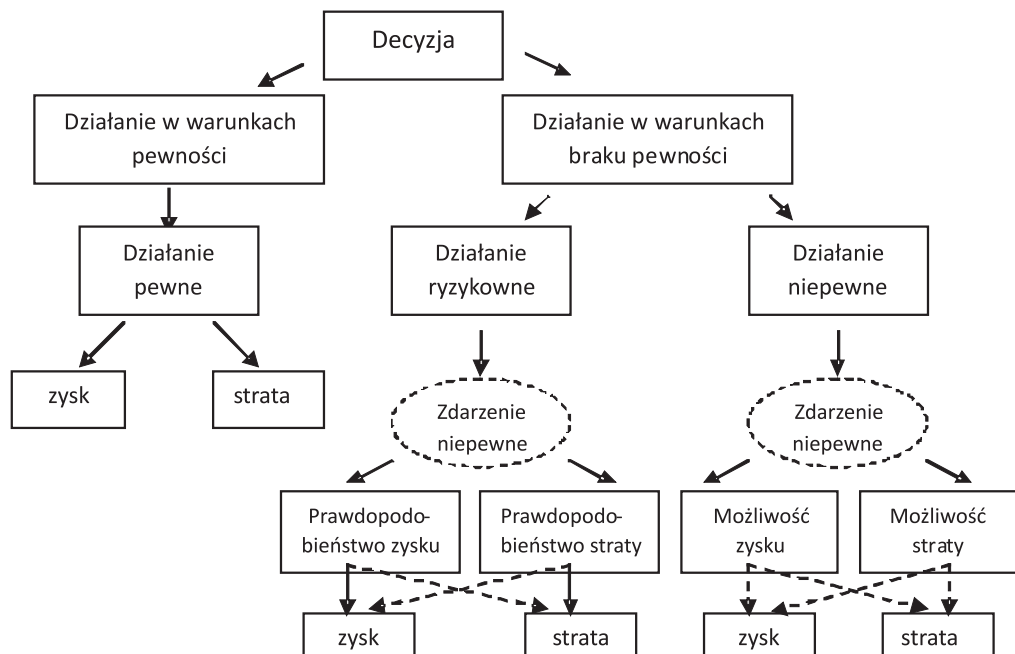 Decyzja
Działanie w warunkach
pewności
Działanie w warunkach
braku pewności
Działanie
pewne
Działanie
ryzykowne
Działanie
niepewne
zysk
strata
Zdarzenie
niepewne
Zdarzenie
niepewne
Prawdopodo-
bieństwo zysku
Prawdopodo-
bieństwo straty
Możliwość
zysku
Możliwość
straty
zysk
strata
zysk
strata